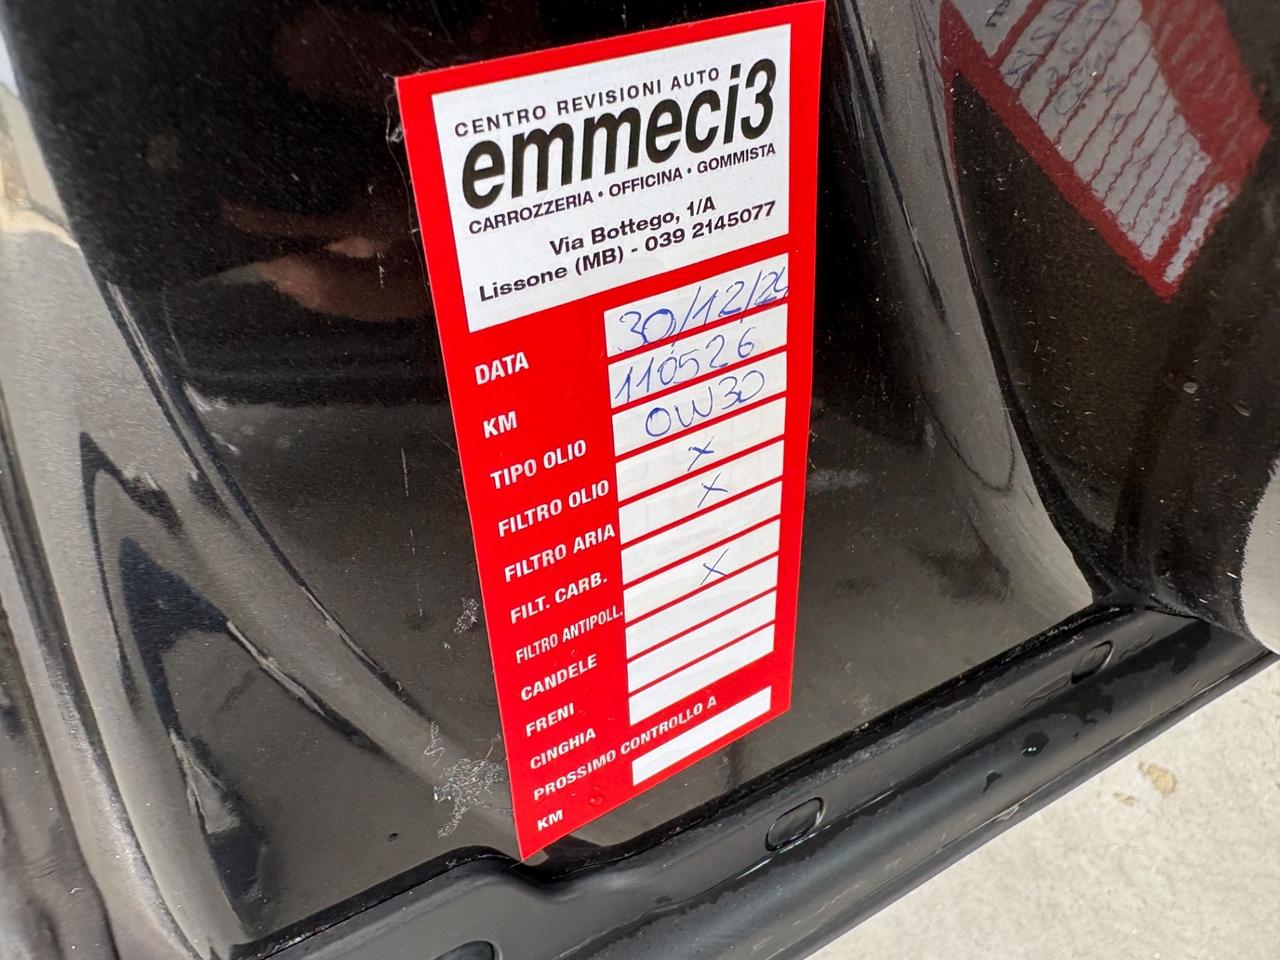 CENTRO REVISIONI AUTO
emmeci3
CARROZZERIA • OFFICINA • GOMMISTA
Via Bottego, 1/A
Lissone (MB) - 039 2145077
DATA 30/12/24
KM 110526
TIPO OLIO 0W30
FILTRO OLIO X
FILTRO ARIA X
FILT. CARB.
FILTRO ANTIPOLL. X
CANDELE
FRENI
CINGHIA
PROSSIMO CONTROLLO A
KM